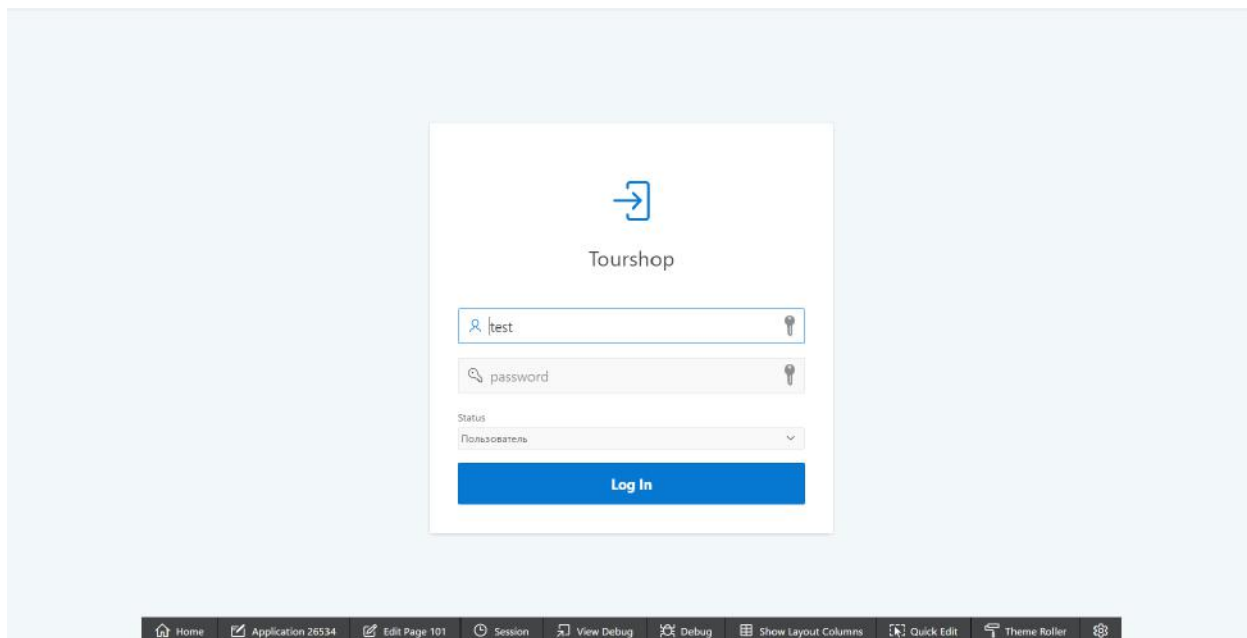 Tourshop
test
password
Status
Пользователь
Log In
Home Application 26534 Edit Page 101 Session View Debug Debug Show Layout Columns Quick Edit Theme Roller